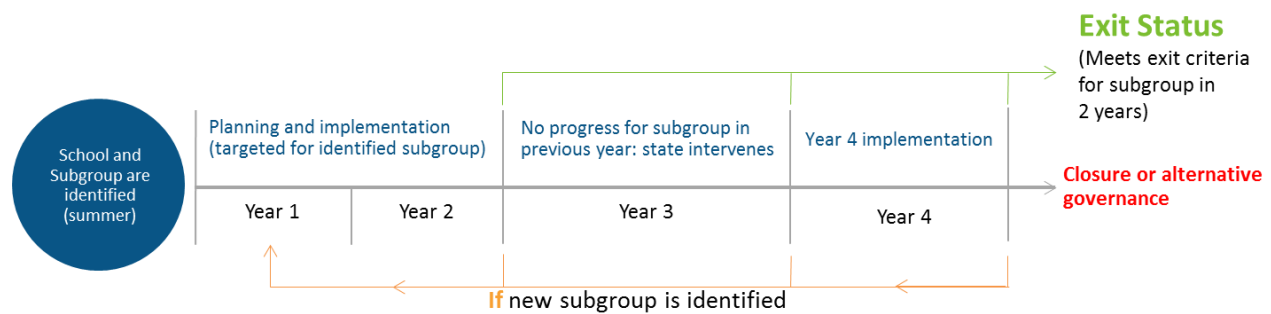 Exit Status
(Meets exit criteria
for subgroup in
2 years)
School and
Subgroup are
identified
(summer)
Planning and implementation
(targeted for identified subgroup)
No progress for subgroup in
previous year: state intervenes
Year 4 implementation
Closure or alternative
governance
Year 1
Year 2
Year 3
Year 4
If new subgroup is identified